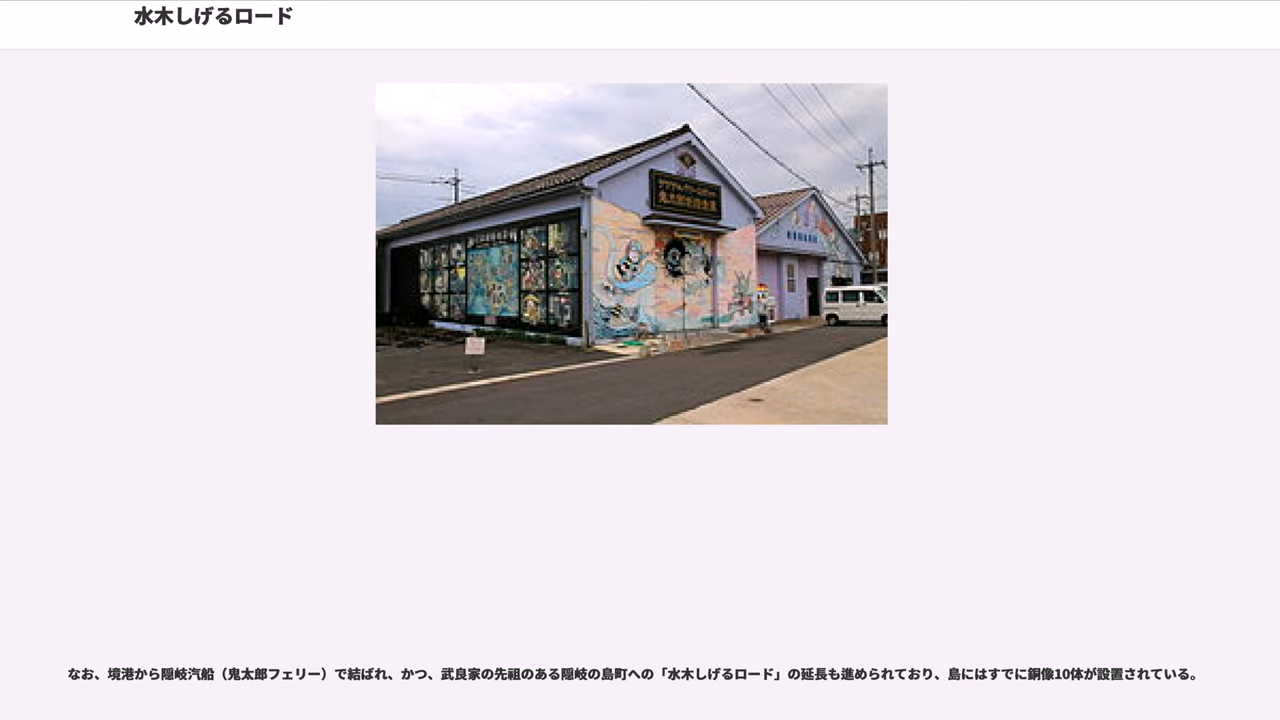 水木しげるロード
なお、境港から隠岐汽船（鬼太郎フェリー）で結ばれ、かつ、武良家の先祖のある隠岐の島町への「水木しげるロード」の延長も進められており、島にはすでに銅像10体が設置されている。